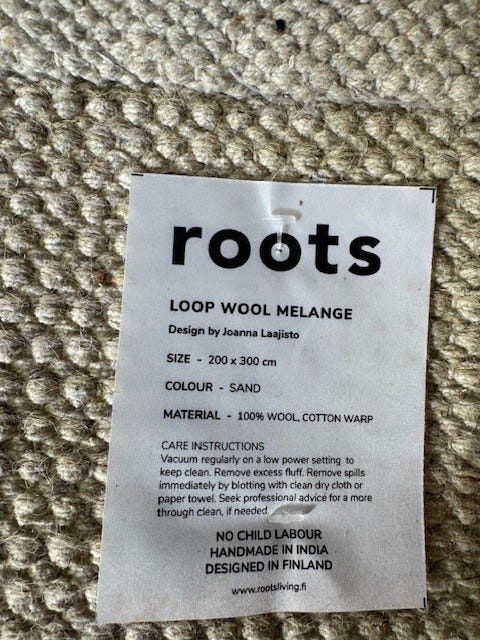 roots
LOOP WOOL MELANGE
Design by Joanna Laajisto
SIZE - 200 x 300 cm
COLOUR - SAND
MATERIAL - 100% WOOL, COTTON WARP
CARE INSTRUCTIONS
Vacuum regularly on a low power setting to
keep clean. Remove excess fluff. Remove spills
immediately by blotting with clean dry cloth or
paper towel. Seek professional advice for a more
through clean, if needed.
NO CHILD LABOUR
HANDMADE IN INDIA
DESIGNED IN FINLAND
www.rootsliving.fi